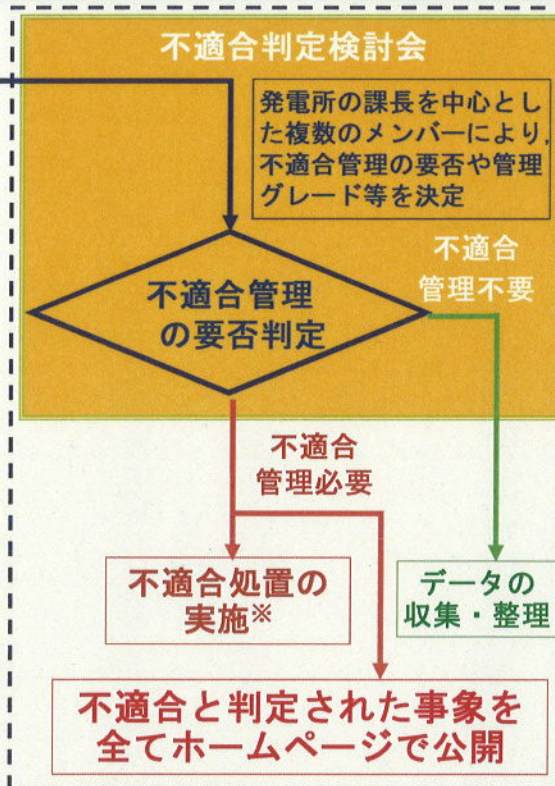 不適合判定検討会
発電所の課長を中心とし
た複数のメンバーにより,
不適合管理の要否や管理
グレード等を決定
不適合
管理不要
不適合管理
の要否判定
不適合
管理必要
不適合処置の
実施※
データの
収集・整理
不適合と判定された事象を
全てホームページで公開